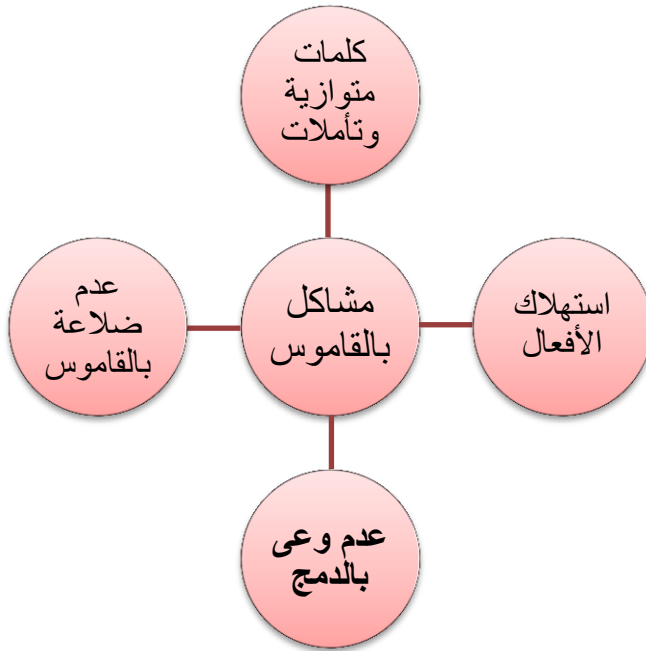 كلمات
متوازية
وتأملات
مشاكل
بالقاموس
استهلاك
الأفعال
عدم
ضلاعة
بالقاموس
عدم وعى
بالدمج